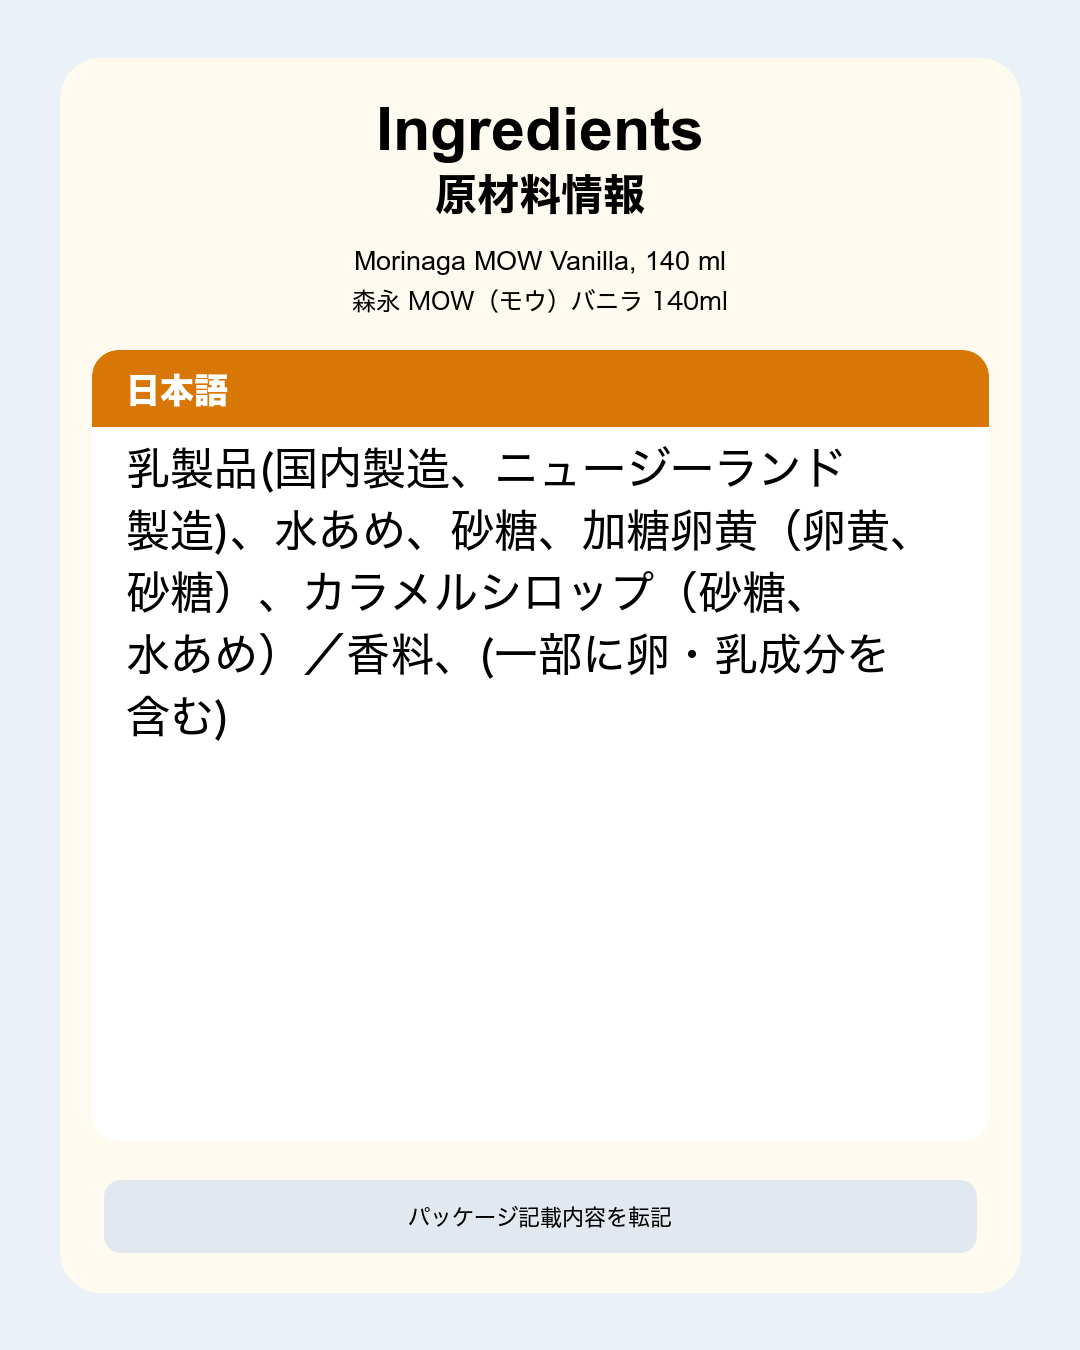 Ingredients
原材料情報
Morinaga MOW Vanilla, 140 ml
森永 MOW（モウ）バニラ 140ml
日本語
乳製品(国内製造、ニュージーランド
製造)、水あめ、砂糖、加糖卵黄（卵黄、
砂糖）、カラメルシロップ（砂糖、
水あめ）／香料、(一部に卵・乳成分を
含む)
パッケージ記載内容を転記